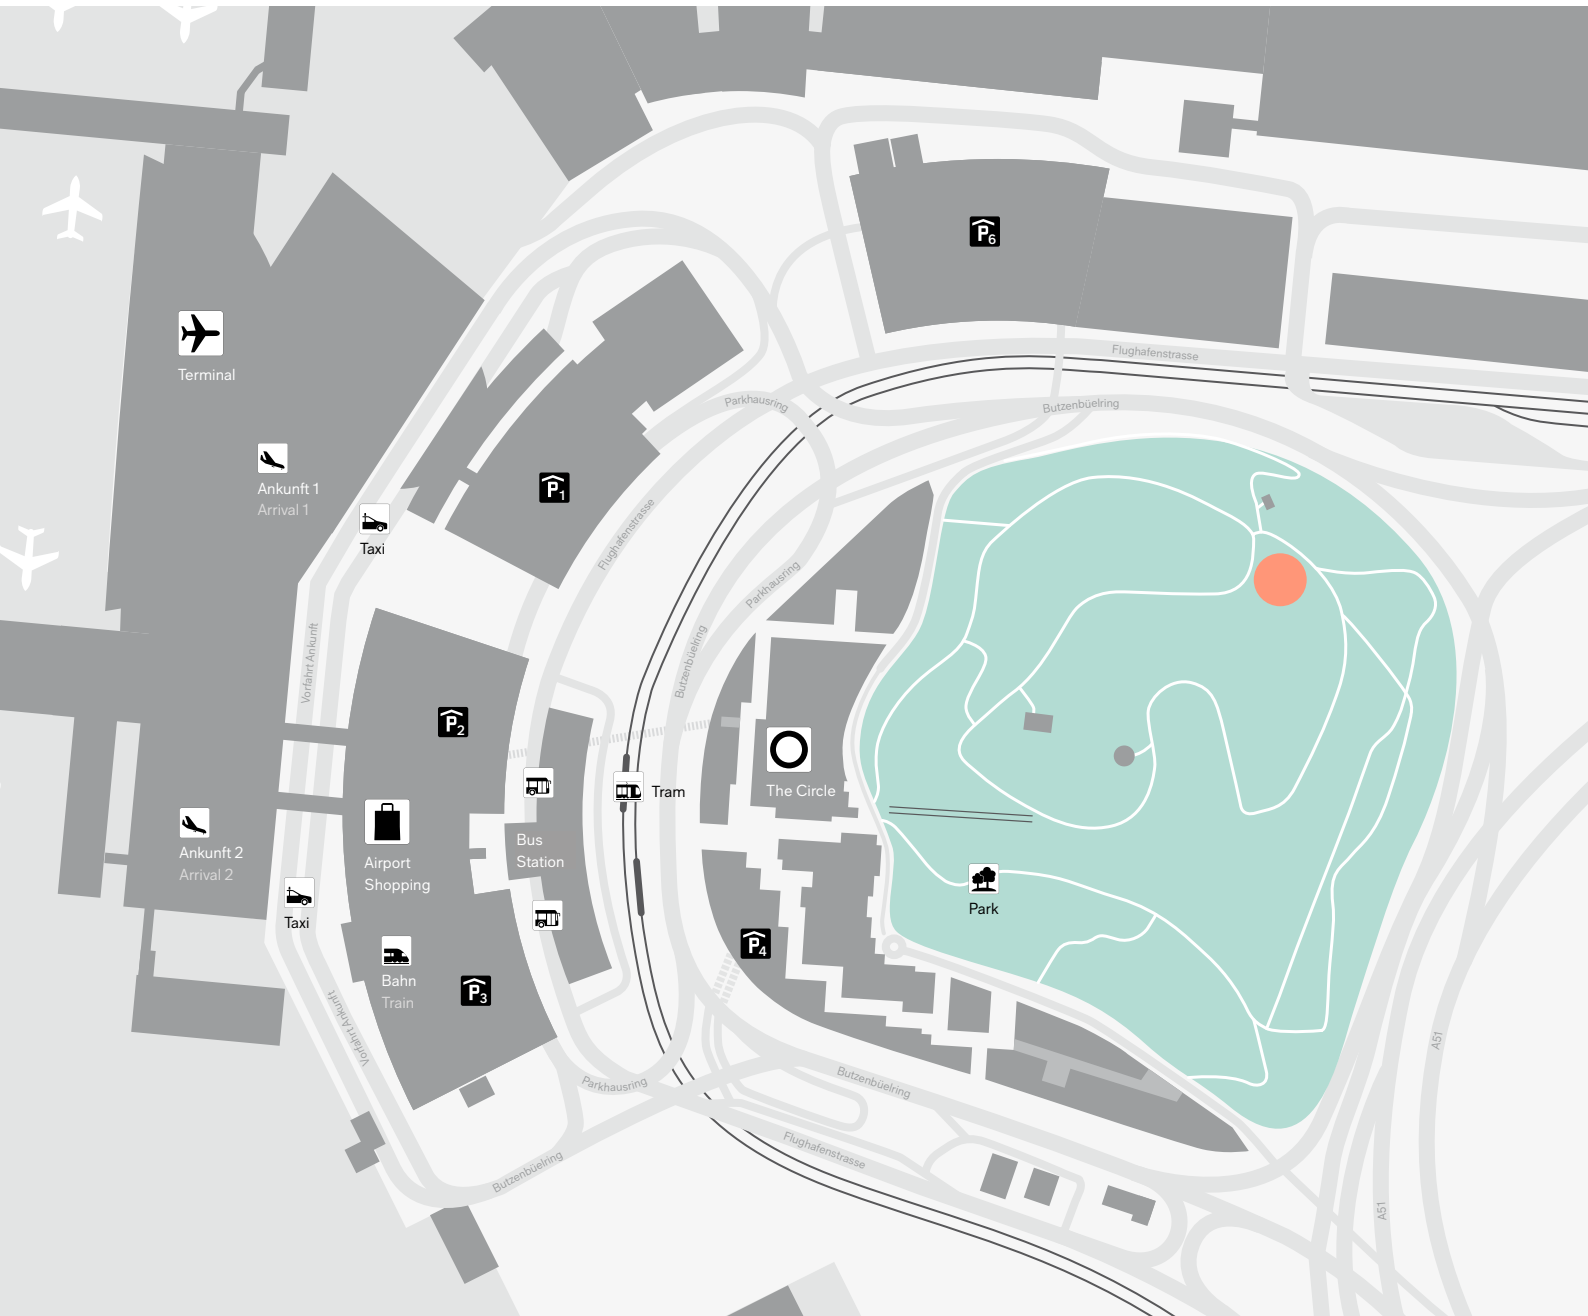 P6
Flughafenstrasse
Terminal
Parkhausring
Butzenbüelring
Ankunft 1
Arrival 1
P1
Taxi
Flughafenstrasse
Parkhausring
Vorfahrt Ankunft
Butzenbüelring
P2
The Circle
Tram
Ankunft 2
Arrival 2
Airport
Shopping
Bus
Station
Taxi
Park
P4
Bahn
Train
P3
Vorfahrt Ankunft
A51
Parkhausring
Butzenbüelring
Flughafenstrasse
Butzenbüelring
A51